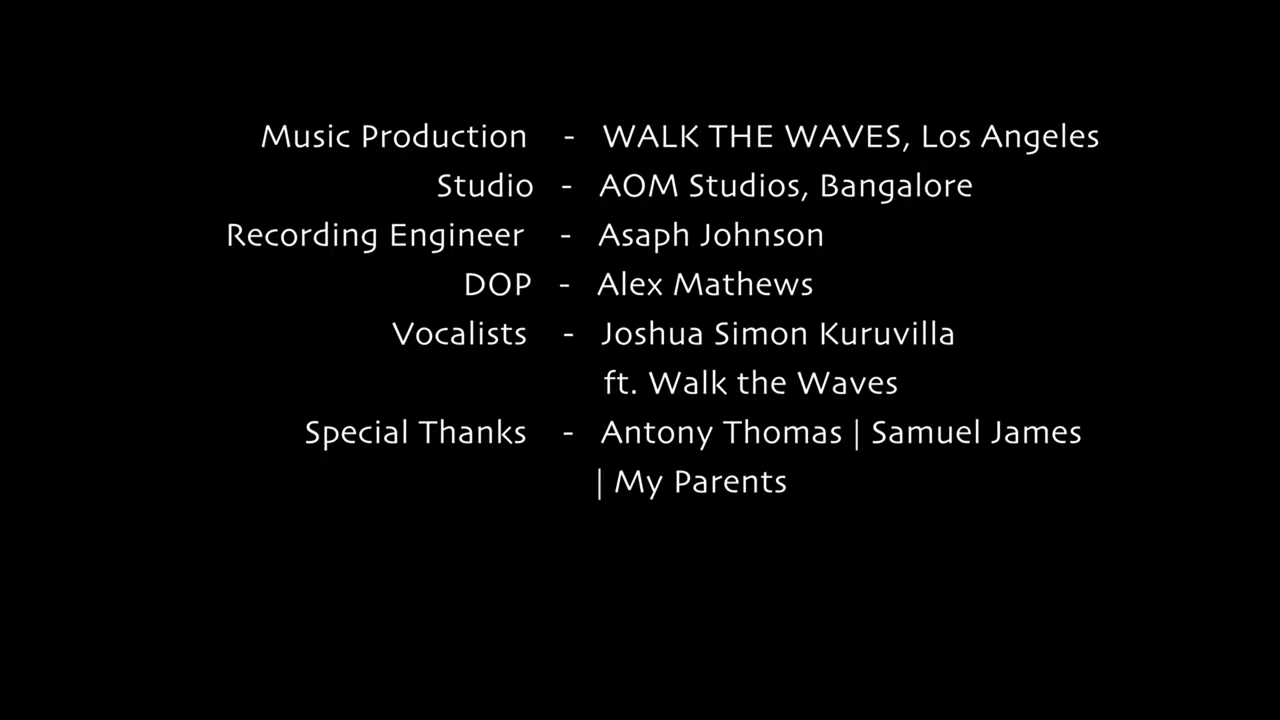 Music Production - WALK THE WAVES, Los Angeles
Studio - AOM Studios, Bangalore
Recording Engineer - Asaph Johnson
DOP - Alex Mathews
Vocalists - Joshua Simon Kuruvilla
ft. Walk the Waves
Special Thanks - Antony Thomas | Samuel James
| My Parents